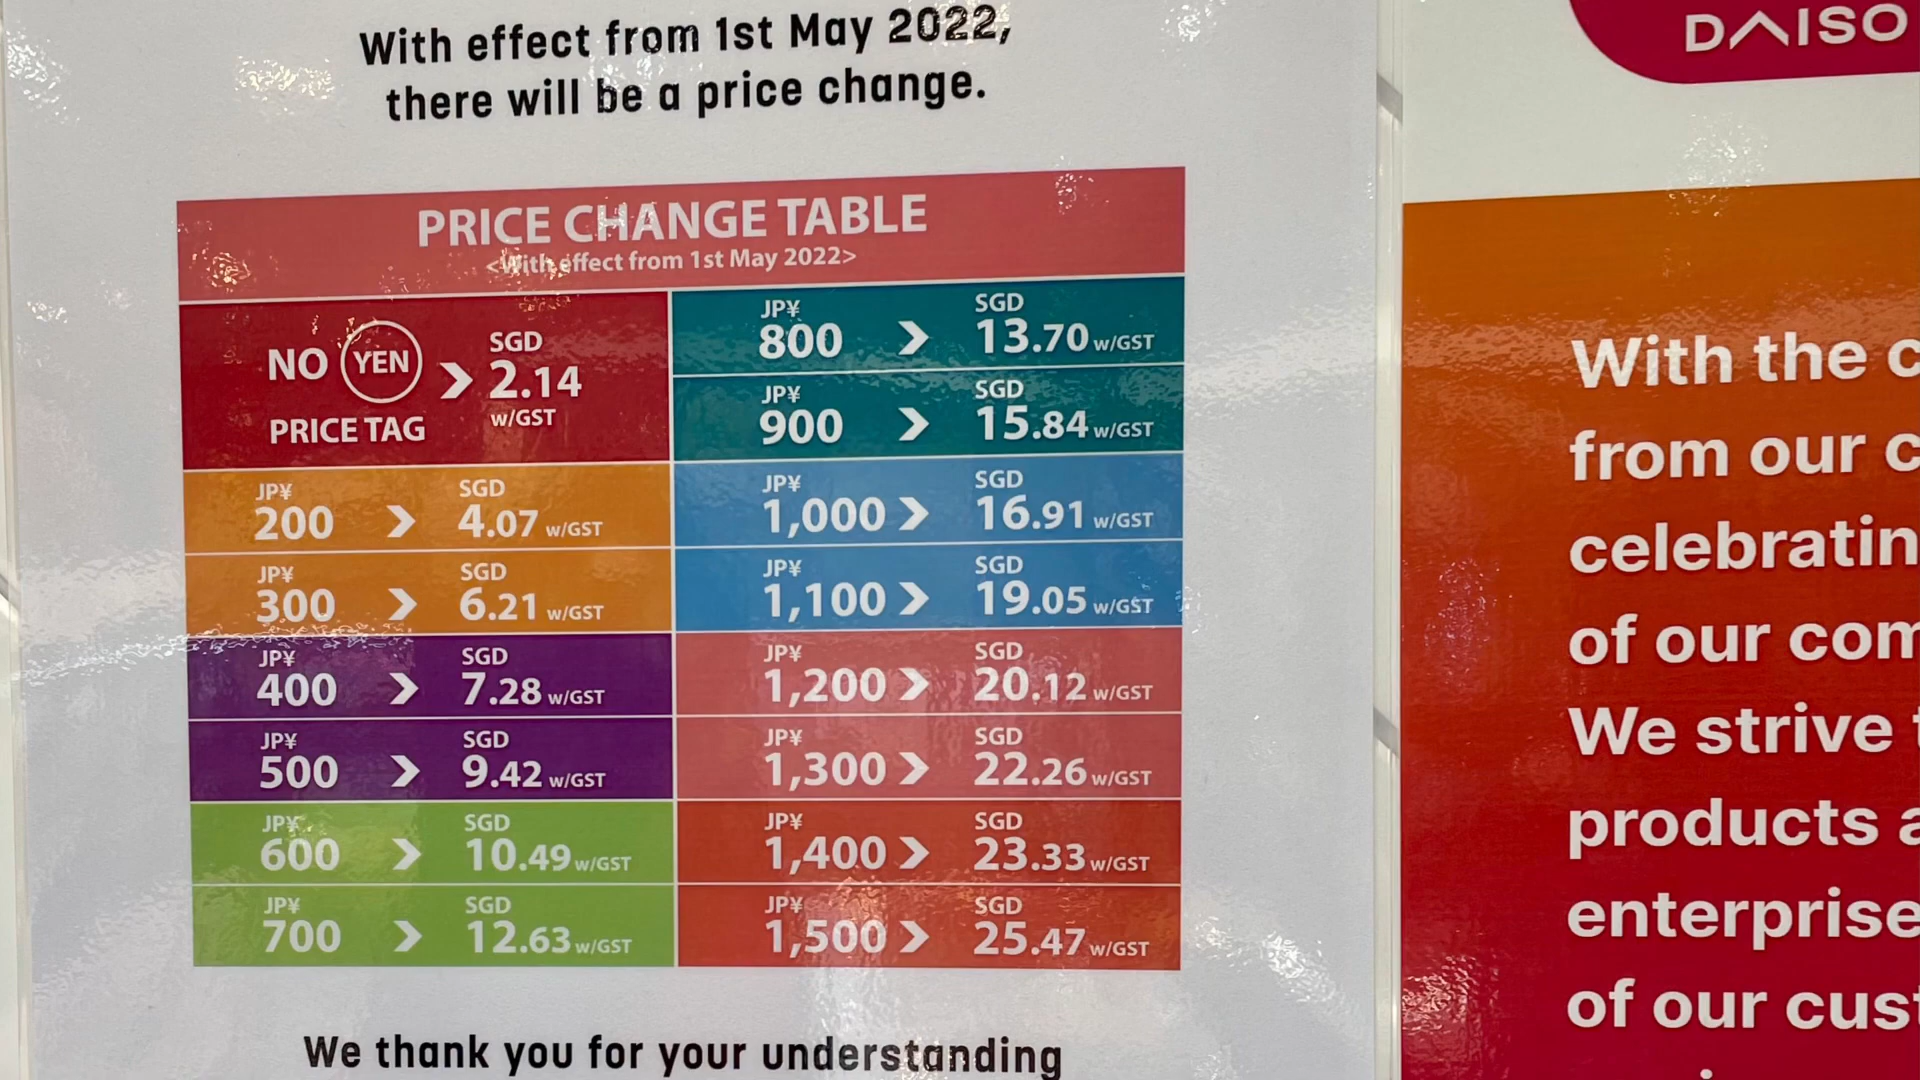 With effect from 1st May 2022,
there will be a price change.
PRICE CHANGE TABLE
<With effect from 1st May 2022>
NO YEN
PRICE TAG
SGD
2.14
w/GST
JP¥
200
SGD
4.07 w/GST
JP¥
300
SGD
6.21 w/GST
JP¥
400
SGD
7.28 w/GST
JP¥
500
SGD
9.42 w/GST
JP¥
600
SGD
10.49 w/GST
JP¥
700
SGD
12.63 w/GST
JP¥
800
SGD
13.70 w/GST
JP¥
900
SGD
15.84 w/GST
JP¥
1,000
SGD
16.91 w/GST
JP¥
1,100
SGD
19.05 w/GST
JP¥
1,200
SGD
20.12 w/GST
JP¥
1,300
SGD
22.26 w/GST
JP¥
1,400
SGD
23.33 w/GST
JP¥
1,500
SGD
25.47 w/GST
We thank you for your understanding
DAISO
With the
from our
celebratin
of our com
We strive
products
enterprise
of our cust